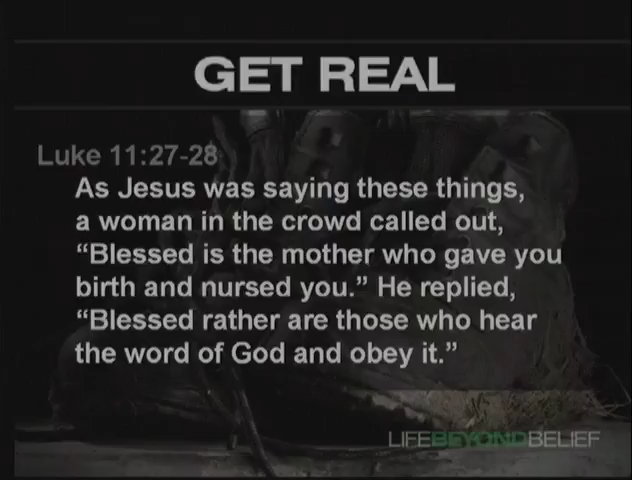 GET REAL
Luke 11:27-28
As Jesus was saying these things,
a woman in the crowd called out,
“Blessed is the mother who gave you
birth and nursed you.” He replied,
“Blessed rather are those who hear
the word of God and obey it.”
LIFEBEYONDBELIEF